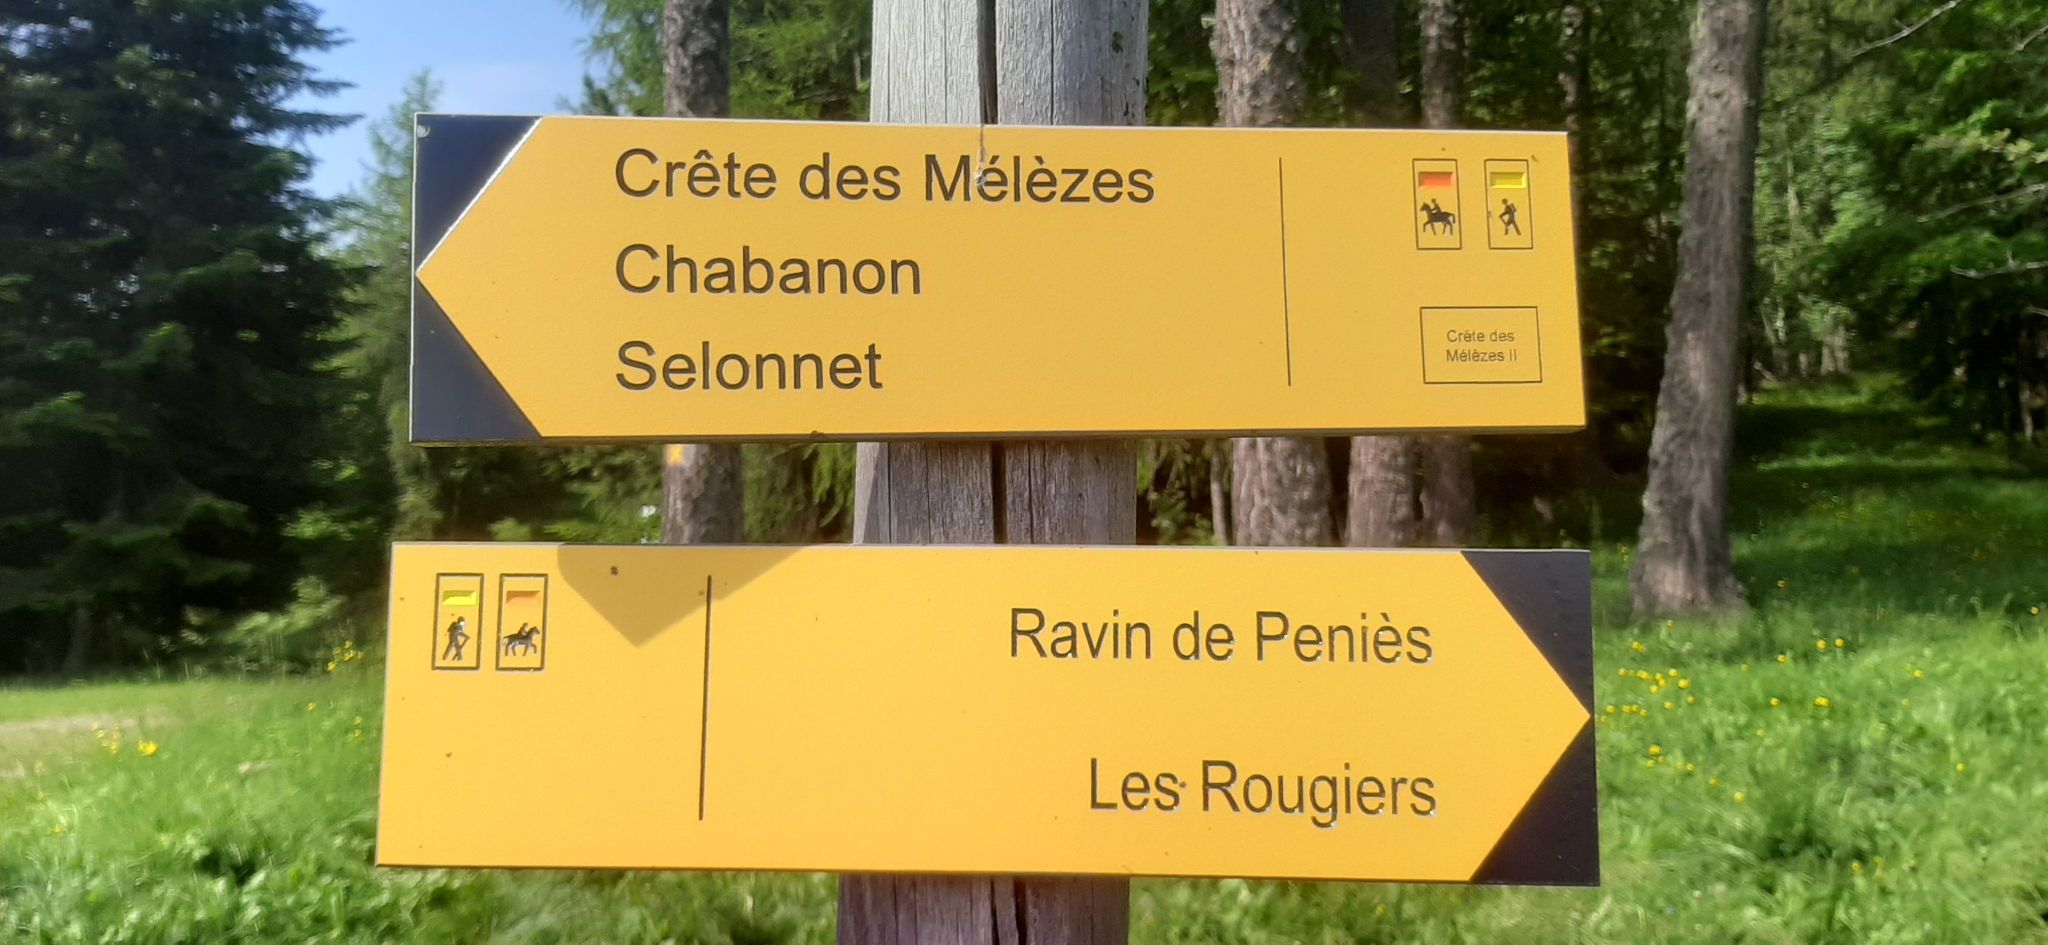 Crête des Mélèzes
Chabanon
Selonnet
Crête des
Mélèzes II
Ravin de Peniès
Les Rougiers